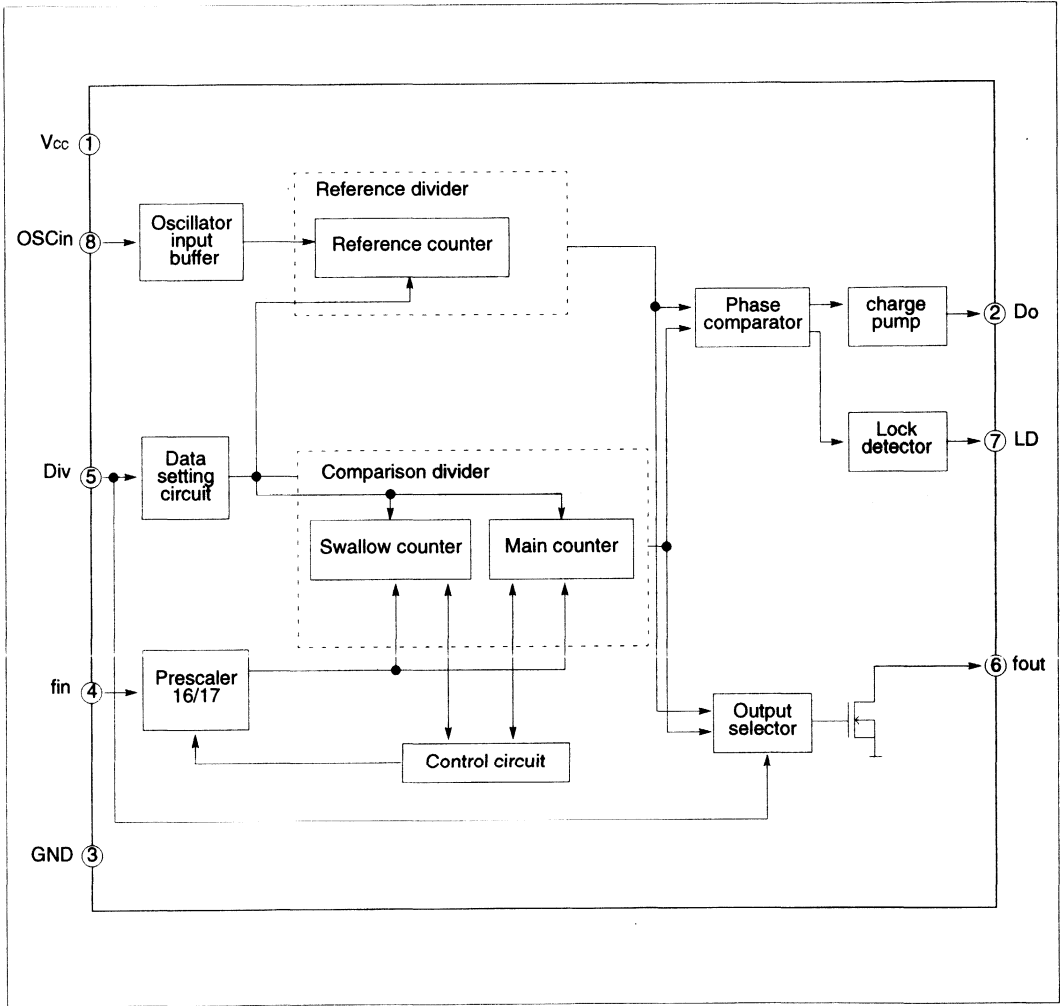 Vcc 1
Reference divider
OSCin 8
Oscillator
input
buffer
Reference counter
Phase
comparator
charge
pump
2 Do
Lock
detector
7 LD
Div 5
Data
setting
circuit
Comparison divider
Swallow counter
Main counter
fin 4
Prescaler
16/17
6 fout
Output
selector
Control circuit
GND 3